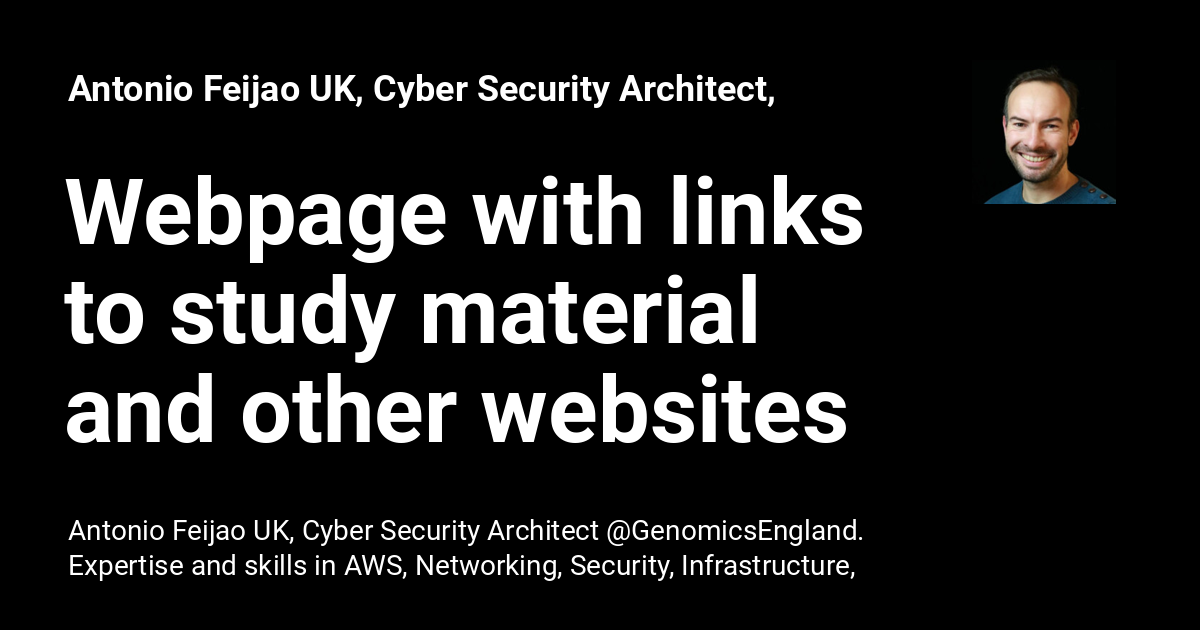 Antonio Feijao UK, Cyber Security Architect,
Webpage with links
to study material
and other websites
Antonio Feijao UK, Cyber Security Architect @GenomicsEngland.
Expertise and skills in AWS, Networking, Security, Infrastructure,